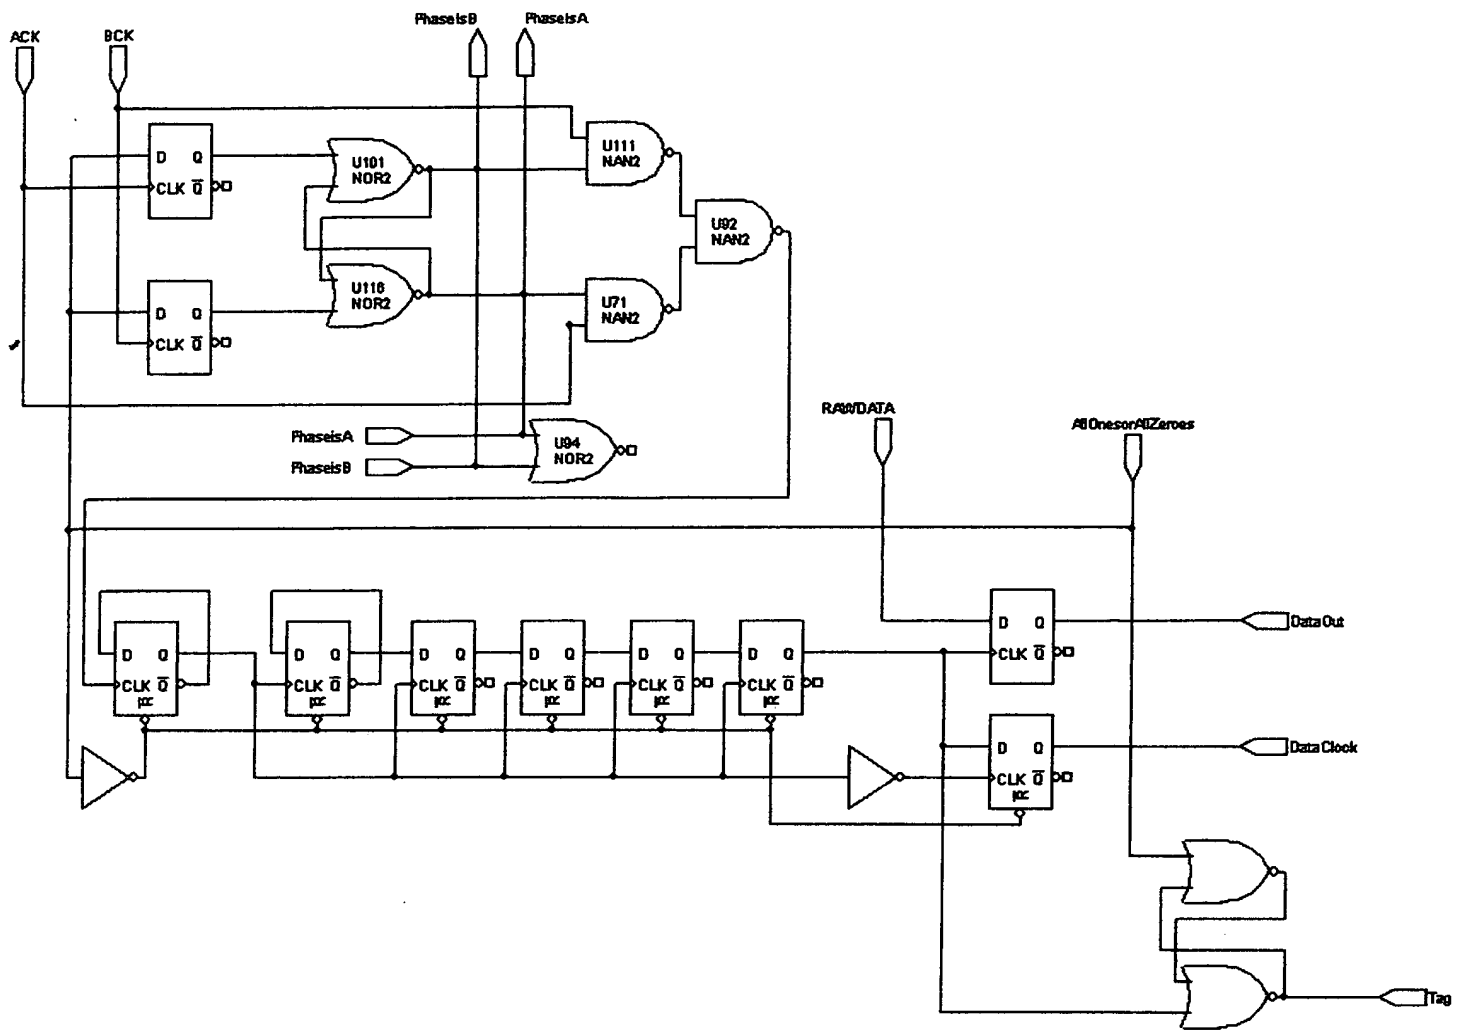 PhaseisB PhaseisA
ACK BCK
D Q
CLK Q
U101
NOR2
U111
NAN2
U92
NAN2
D Q
CLK Q
U116
NOR2
U71
NAN2
PhaseisA
PhaseisB
U94
NOR2
RAWDATA
AllOnesorAllZeroes
D Q
CLK Q
DataOut
D Q
CLK Q
R
D Q
CLK Q
R
D Q
CLK Q
R
D Q
CLK Q
R
D Q
CLK Q
R
D Q
CLK Q
R
D Q
CLK Q
R
DataClock
Tag